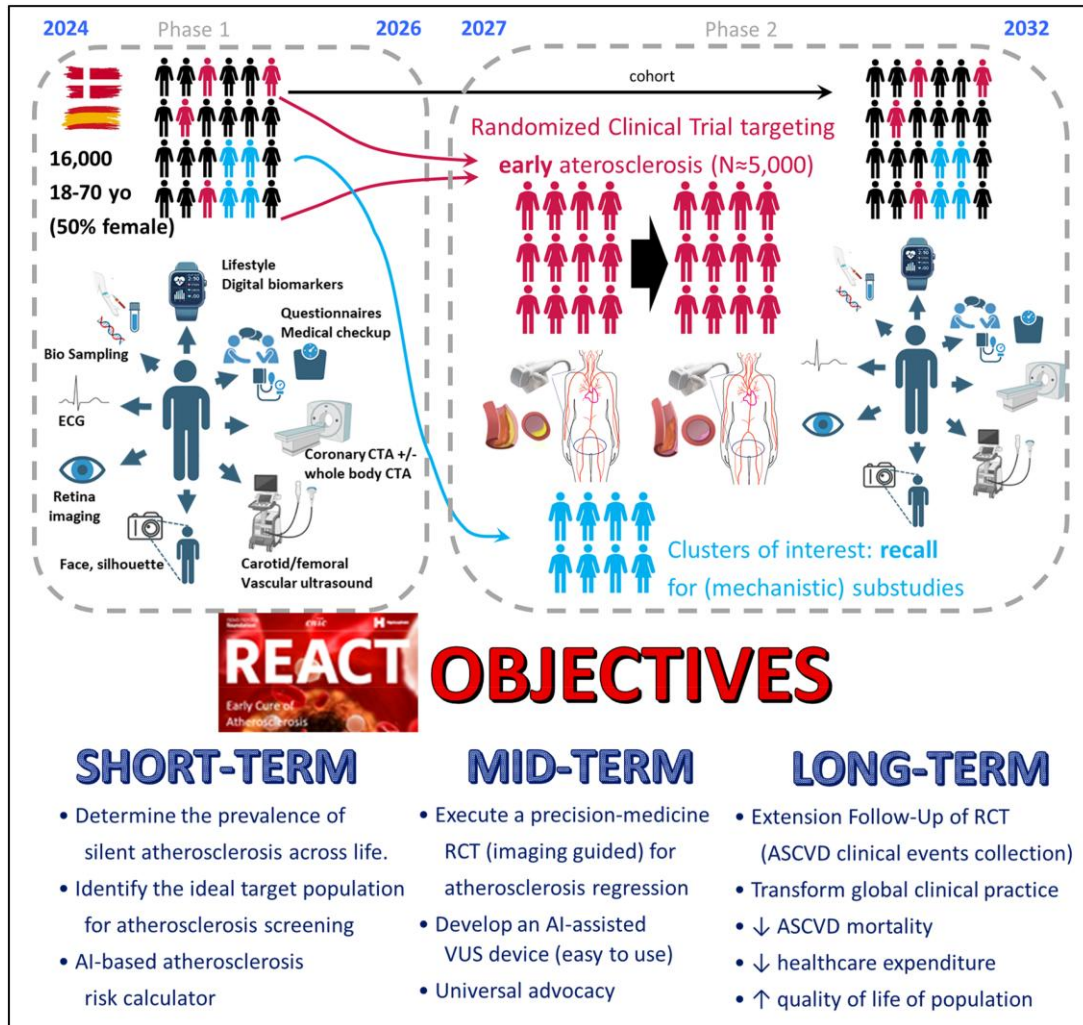 2024
Phase 1
2026
2027
Phase 2
2032
16,000
18-70 yo
(50% female)
cohort
Randomized Clinical Trial targeting
early aterosclerosis (N≈5,000)
Lifestyle
Digital biomarkers
Questionnaires
Medical checkup
Bio Sampling
ECG
Coronary CTA +/-
whole body CTA
Retina
imaging
Face, silhouette
Carotid/femoral
Vascular ultrasound
Clusters of interest: recall
for (mechanistic) substudies
cnic
REACT
Early Cure of
Atherosclerosis
OBJECTIVES
SHORT-TERM
• Determine the prevalence of
silent atherosclerosis across life.
• Identify the ideal target population
for atherosclerosis screening
• AI-based atherosclerosis
risk calculator
MID-TERM
• Execute a precision-medicine
RCT (imaging guided) for
atherosclerosis regression
• Develop an AI-assisted
VUS device (easy to use)
• Universal advocacy
LONG-TERM
• Extension Follow-Up of RCT
(ASCVD clinical events collection)
• Transform global clinical practice
• ↓ ASCVD mortality
• ↓ healthcare expenditure
• ↑ quality of life of population